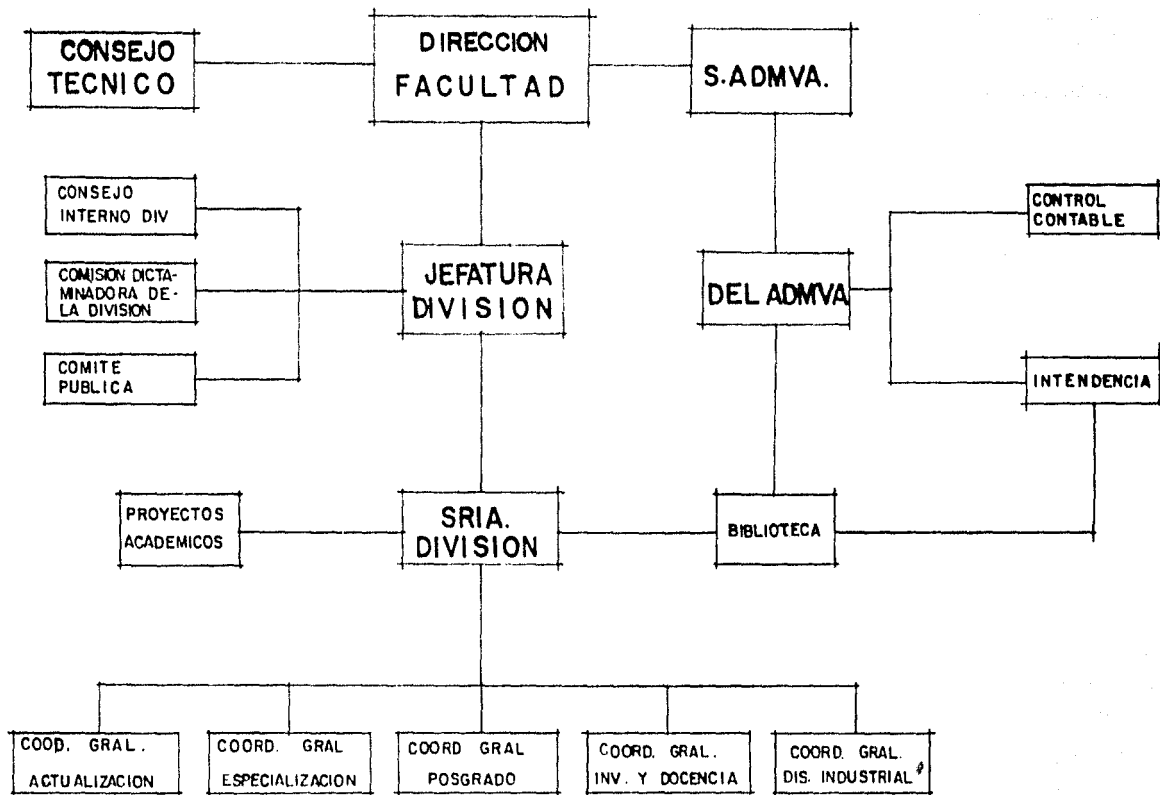 CONSEJO
TECNICO
DIRECCION
FACULTAD
S. ADMVA.
CONSEJO
INTERNO DIV
CONTROL
CONTABLE
COMISION DICTA-
MINADORA DE-
LA DIVISION
JEFATURA
DIVISION
DEL ADMVA
COMITE
PUBLICA
INTENDENCIA
PROYECTOS
ACADEMICOS
SRIA.
DIVISION
BIBLIOTECA
COOD. GRAL.
ACTUALIZACION
COORD. GRAL
ESPECIALIZACION
COORD GRAL
POSGRADO
COORD. GRAL.
INV. Y DOCENCIA
COORD. GRAL.
DIS. INDUSTRIAL